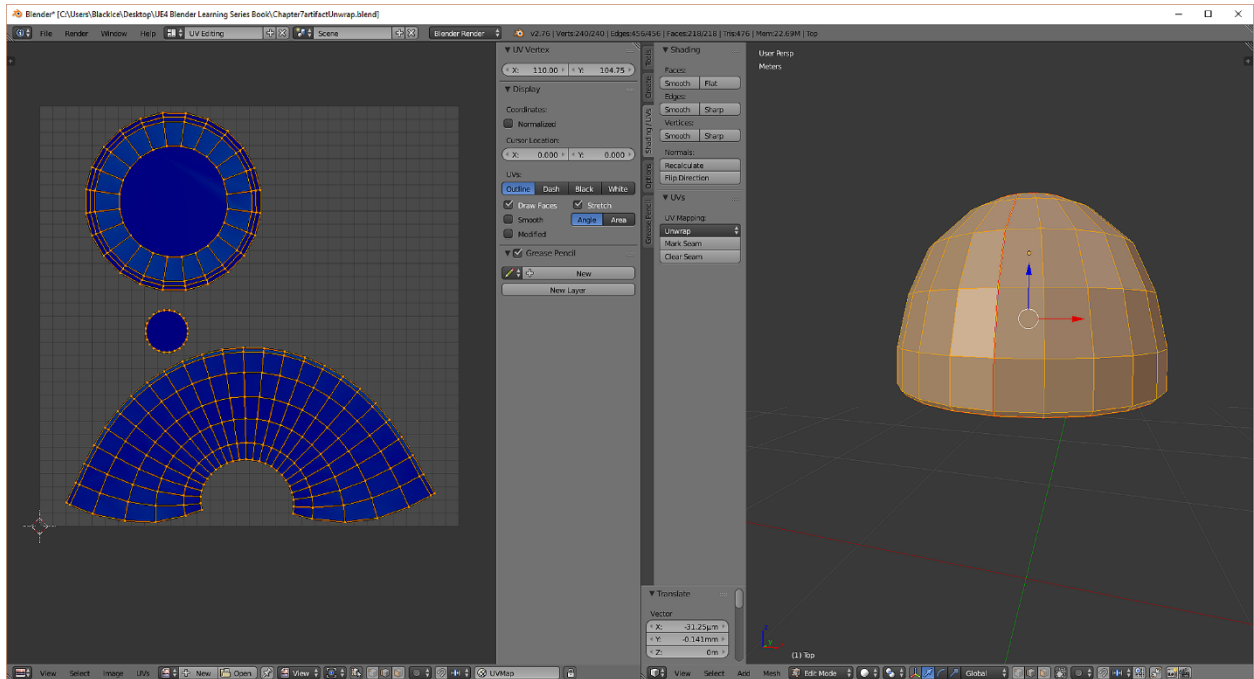 Blender* [C:\Users\BlackIce\Desktop\UE4 Blender Learning Series Book\Chapter7artifactUnwrap.blend]
File Render Window Help UV Editing Scene Blender Render v2.76 | Verts:240/240 | Edges:456/456 | Faces:218/218 | Tris:476 | Mem:22.69M | Top
▼ UV Vertex
X: 110.00 Y: 104.75
▼ Display
Coordinates:
Normalized
Cursor Location:
X: 0.000 Y: 0.000
UVs:
Outline Dash Black White
Draw Faces Stretch
Smooth Angle Area
Modified
▼ Grease Pencil
New
New Layer
Tools
Create
Shading / UVs
Options
Grease Pencil
▼ Shading
Faces:
Smooth Flat
Edges:
Smooth Sharp
Vertices:
Smooth Sharp
Normals:
Recalculate
Flip Direction
▼ UVs
UV Mapping:
Unwrap
Mark Seam
Clear Seam
▼ Translate
Vector
X: -31.25µm
Y: -0.141mm
Z: 0m
User Persp
Meters
z
y
(1) Top
View Select Image UVs New Open View UVMap
View Select Add Mesh Edit Mode Global